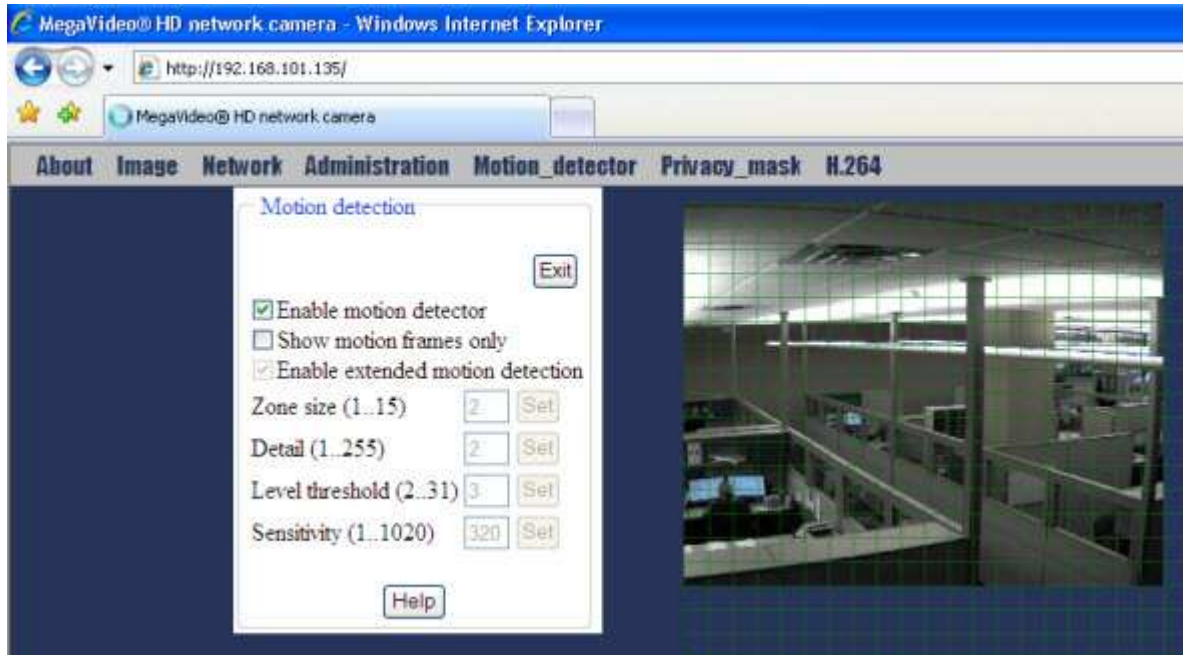 MegaVideo® HD network camera - Windows Internet Explorer
http://192.168.101.135/
MegaVideo® HD network camera
About Image Network Administration Motion_detector Privacy_mask H.264
Motion detection
Exit
Enable motion detector
Show motion frames only
Enable extended motion detection
Zone size (1..15) 2 Set
Detail (1..255) 2 Set
Level threshold (2..31) 3 Set
Sensitivity (1..1020) 320 Set
Help